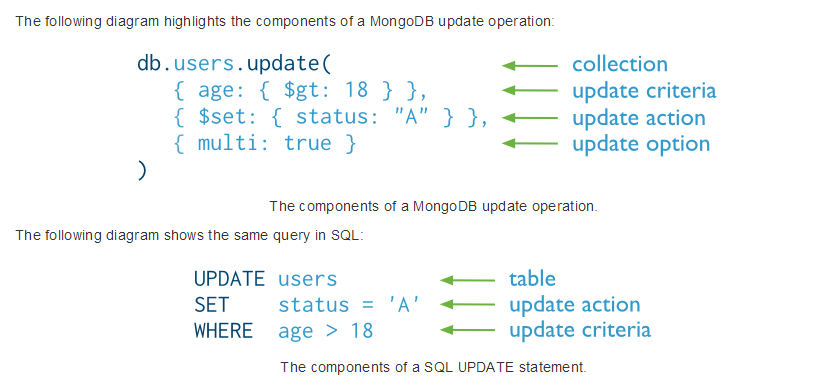 The following diagram highlights the components of a MongoDB update operation:
db.users.update( collection
{ age: { $gt: 18 } }, update criteria
{ $set: { status: "A" } }, update action
{ multi: true } update option
)
The components of a MongoDB update operation.
The following diagram shows the same query in SQL:
UPDATE users table
SET status = 'A' update action
WHERE age > 18 update criteria
The components of a SQL UPDATE statement.